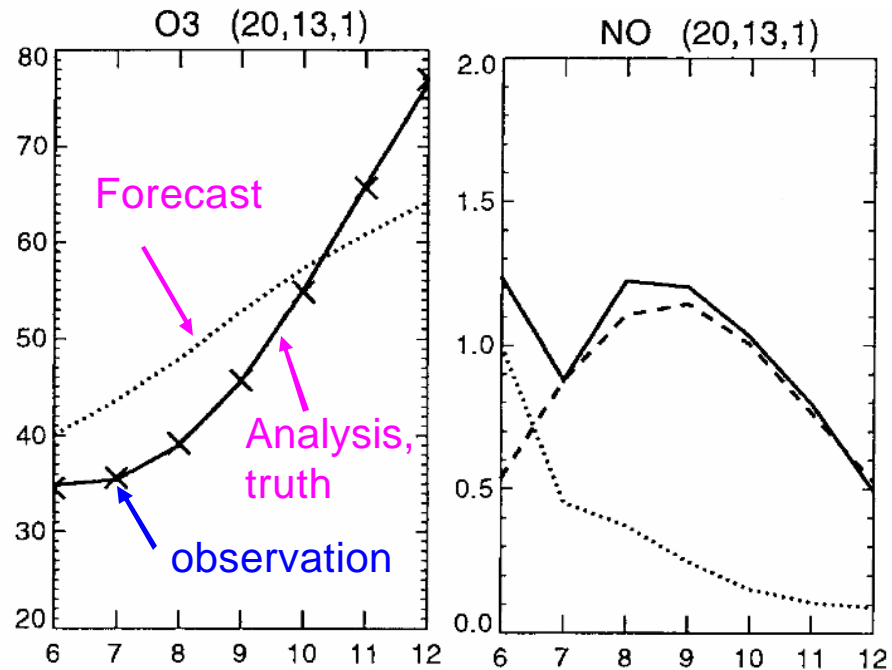 O3 (20,13,1)
80
70
60
50
40
30
20
6 7 8 9 10 11 12
Forecast
Analysis,
truth
observation
NO (20,13,1)
2.0
1.5
1.0
0.5
0.0
6 7 8 9 10 11 12